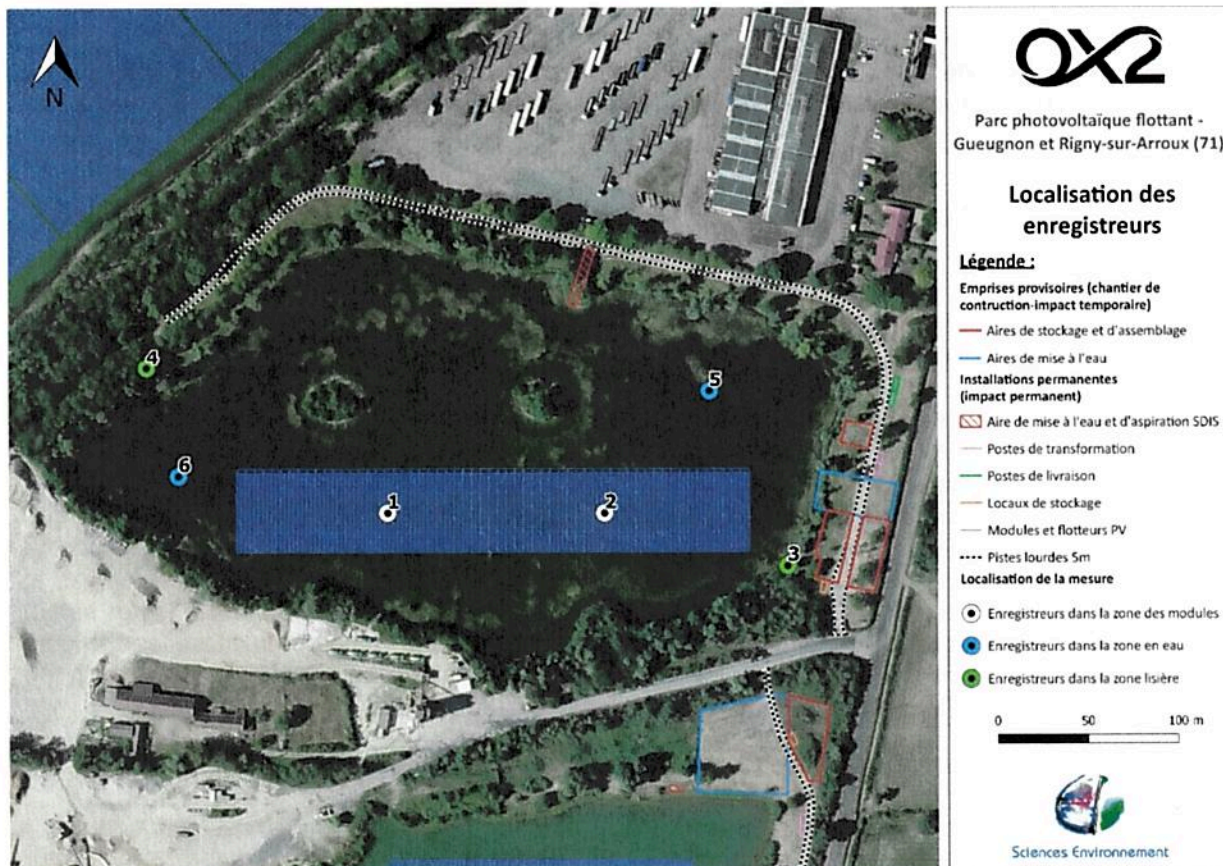 N
4
5
6
1
2
3
OX2
Parc photovoltaïque flottant -
Gueugnon et Rigny-sur-Arroux (71)
Localisation des
enregistreurs
Légende :
Emprises provisoires (chantier de
contruction-impact temporaire)
Aires de stockage et d'assemblage
Aires de mise à l'eau
Installations permanentes
(impact permanent)
Aire de mise à l'eau et d'aspiration SDIS
Postes de transformation
Postes de livraison
Locaux de stockage
Modules et flotteurs PV
Pistes lourdes 5m
Localisation de la mesure
Enregistreurs dans la zone des modules
Enregistreurs dans la zone en eau
Enregistreurs dans la zone lisière
0 50 100 m
Sciences Environnement